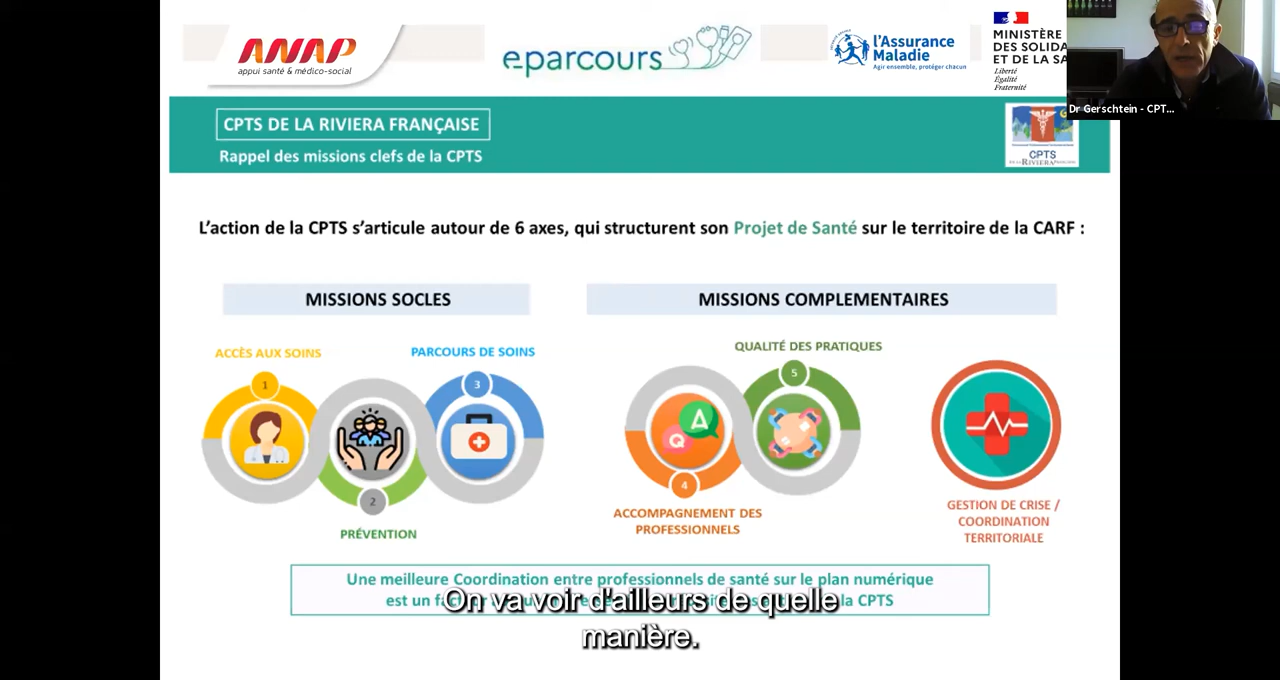 ANAP
appui santé & médico-social
eparcours
l'Assurance
Maladie
Agir ensemble, protéger chacun
MINISTÈRE
DES SOLIDA
ET DE LA SA
Liberté
Égalité
Fraternité
Dr Gerschtein - CPT...
CPTS DE LA RIVIERA FRANÇAISE
Rappel des missions clefs de la CPTS
CPTS
DE LA RIVIERA FRANÇAISE
L'action de la CPTS s'articule autour de 6 axes, qui structurent son Projet de Santé sur le territoire de la CARF :
MISSIONS SOCLES
MISSIONS COMPLEMENTAIRES
ACCÈS AUX SOINS
PARCOURS DE SOINS
QUALITÉ DES PRATIQUES
1
3
5
A
Q
2
4
PRÉVENTION
ACCOMPAGNEMENT DES
PROFESSIONNELS
GESTION DE CRISE /
COORDINATION
TERRITORIALE
Une meilleure Coordination entre professionnels de santé sur le plan numérique
est un la CPTS
On va voir d'ailleurs de quelle
manière.